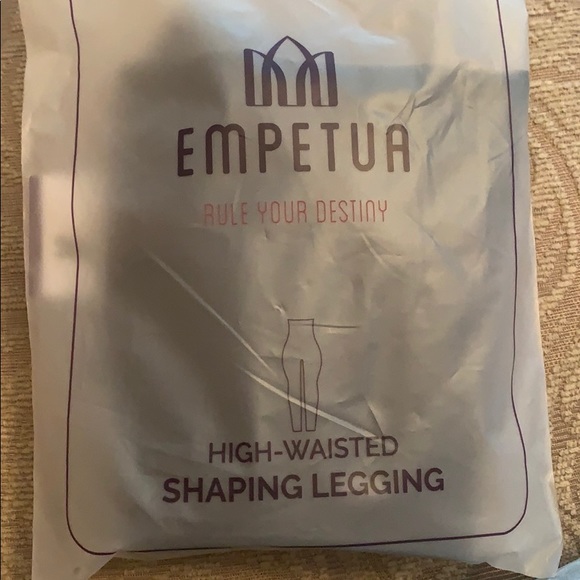 EMPETUA
RULE YOUR DESTINY
HIGH-WAISTED
SHAPING LEGGING